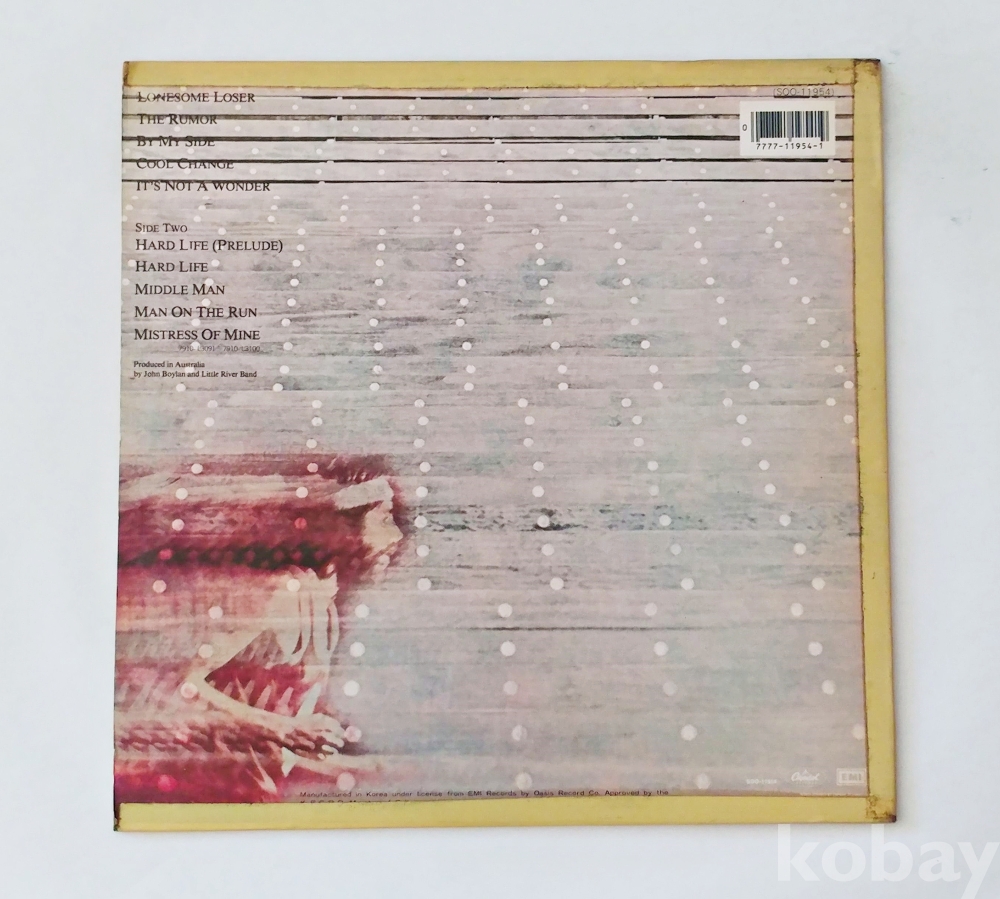 LONESOME LOSER
THE RUMOR
BY MY SIDE
COOL CHANGE
IT'S NOT A WONDER
SIDE TWO
HARD LIFE (PRELUDE)
HARD LIFE
MIDDLE MAN
MAN ON THE RUN
MISTRESS OF MINE
Produced in Australia
by John Boylan and Little River Band
(SOO-11954)
0
7777-11954-1
Capitol
EMI
Manufactured in Korea under license from EMI Records by Oasis Record Co. Approved by the
kobay